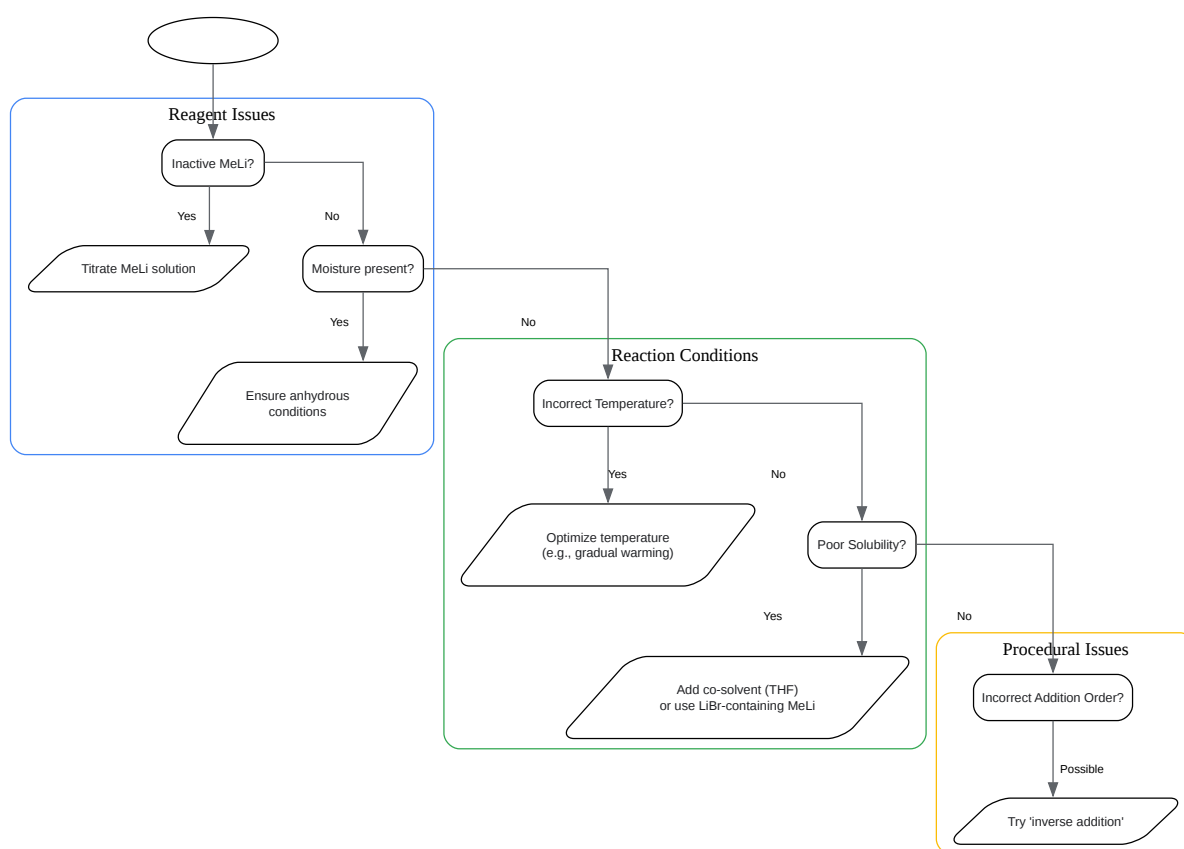 Reagent Issues
Inactive MeLi?
Yes
No
Titrate MeLi solution
Moisture present?
Yes
No
Ensure anhydrous
conditions
Reaction Conditions
Incorrect Temperature?
Yes
No
Optimize temperature
(e.g., gradual warming)
Poor Solubility?
Yes
No
Add co-solvent (THF)
or use LiBr-containing MeLi
Procedural Issues
Incorrect Addition Order?
Possible
Try 'inverse addition'